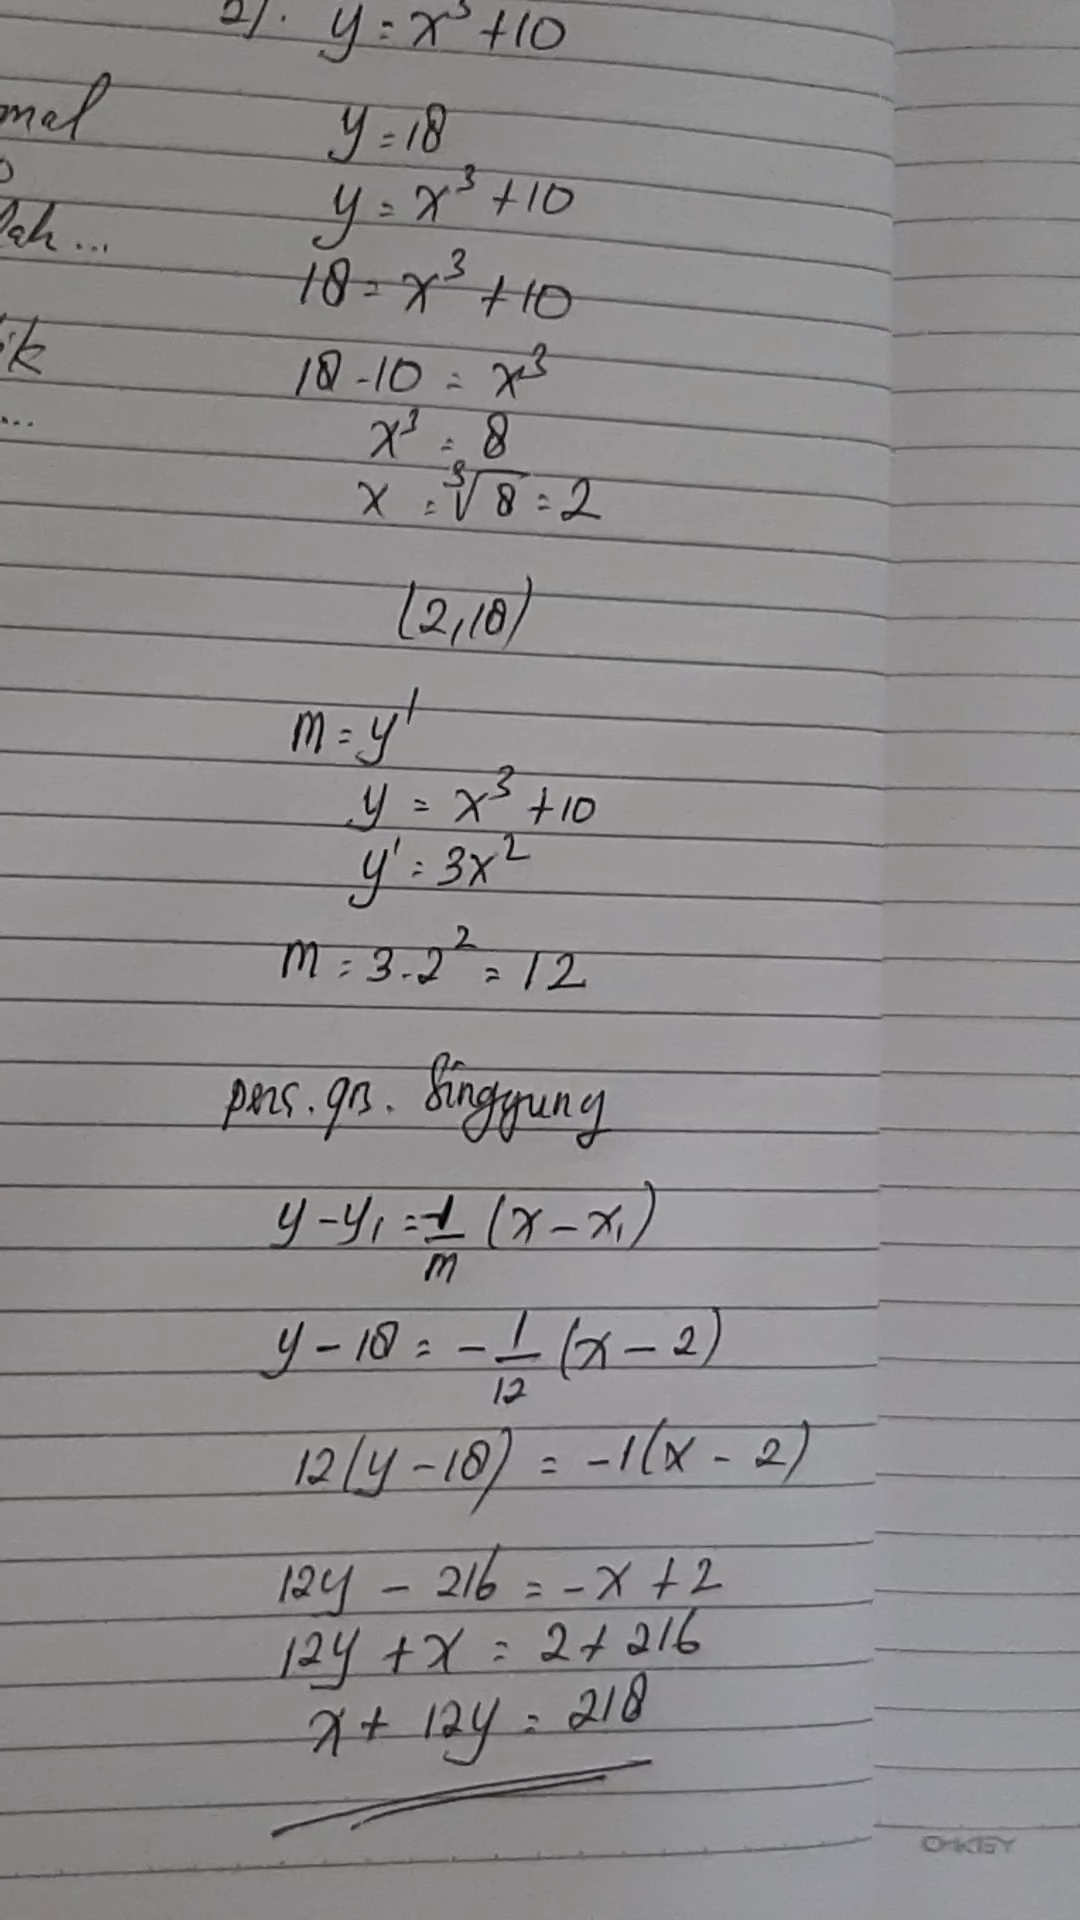 2). y = x³ + 10
y = 18
y = x³ + 10
18 = x³ + 10
18 - 10 = x³
x³ = 8
x = ³√8 = 2
(2, 18)
m = y'
y = x³ + 10
y' = 3x²
m = 3 . 2² = 12
pers. gr. Singgung
y - y₁ = -1/m (x - x₁)
y - 18 = - 1/12 (x - 2)
12(y - 18) = -1(x - 2)
12y - 216 = -x + 2
12y + x = 2 + 216
x + 12y = 218